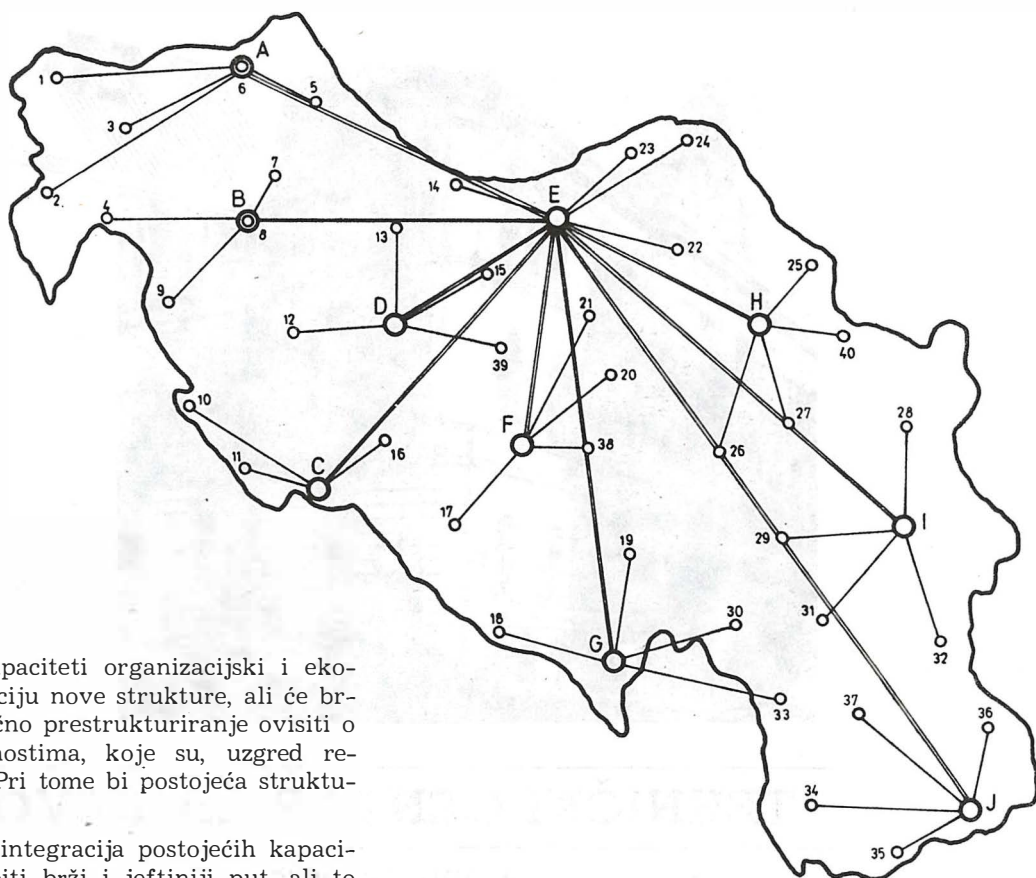 A
1
6
5
3
2
7
4
B
8
9
14
E
23
24
13
15
22
25
D
12
39
21
H
40
20
10
F
38
26
27
28
11
C
16
17
29
I
19
18
G
30
31
32
33
37
36
34
J
35
paciteti organizacijski i eko-
ciju nove strukture, ali će br-
čno prestrukturiranje ovisiti o
nostima, koje su, uzgred re-
Pri tome bi postojeća struktu-
integracija postojećih kapaci-
iti brži i jeftiniji put, ali to